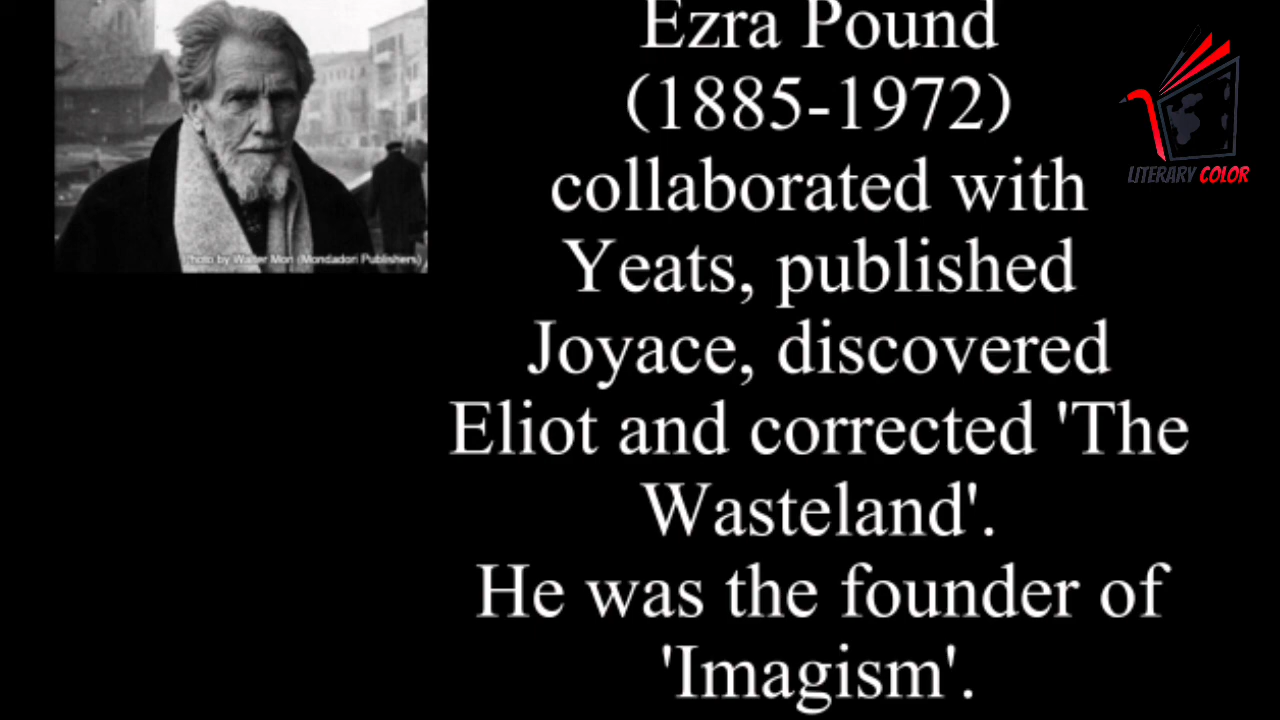 Ezra Pound
(1885-1972)
collaborated with
Yeats, published
Joyace, discovered
Eliot and corrected 'The
Wasteland'.
He was the founder of
'Imagism'.
Photo by Walter Mori (Mondadori Publishers)
LITERARY COLOR